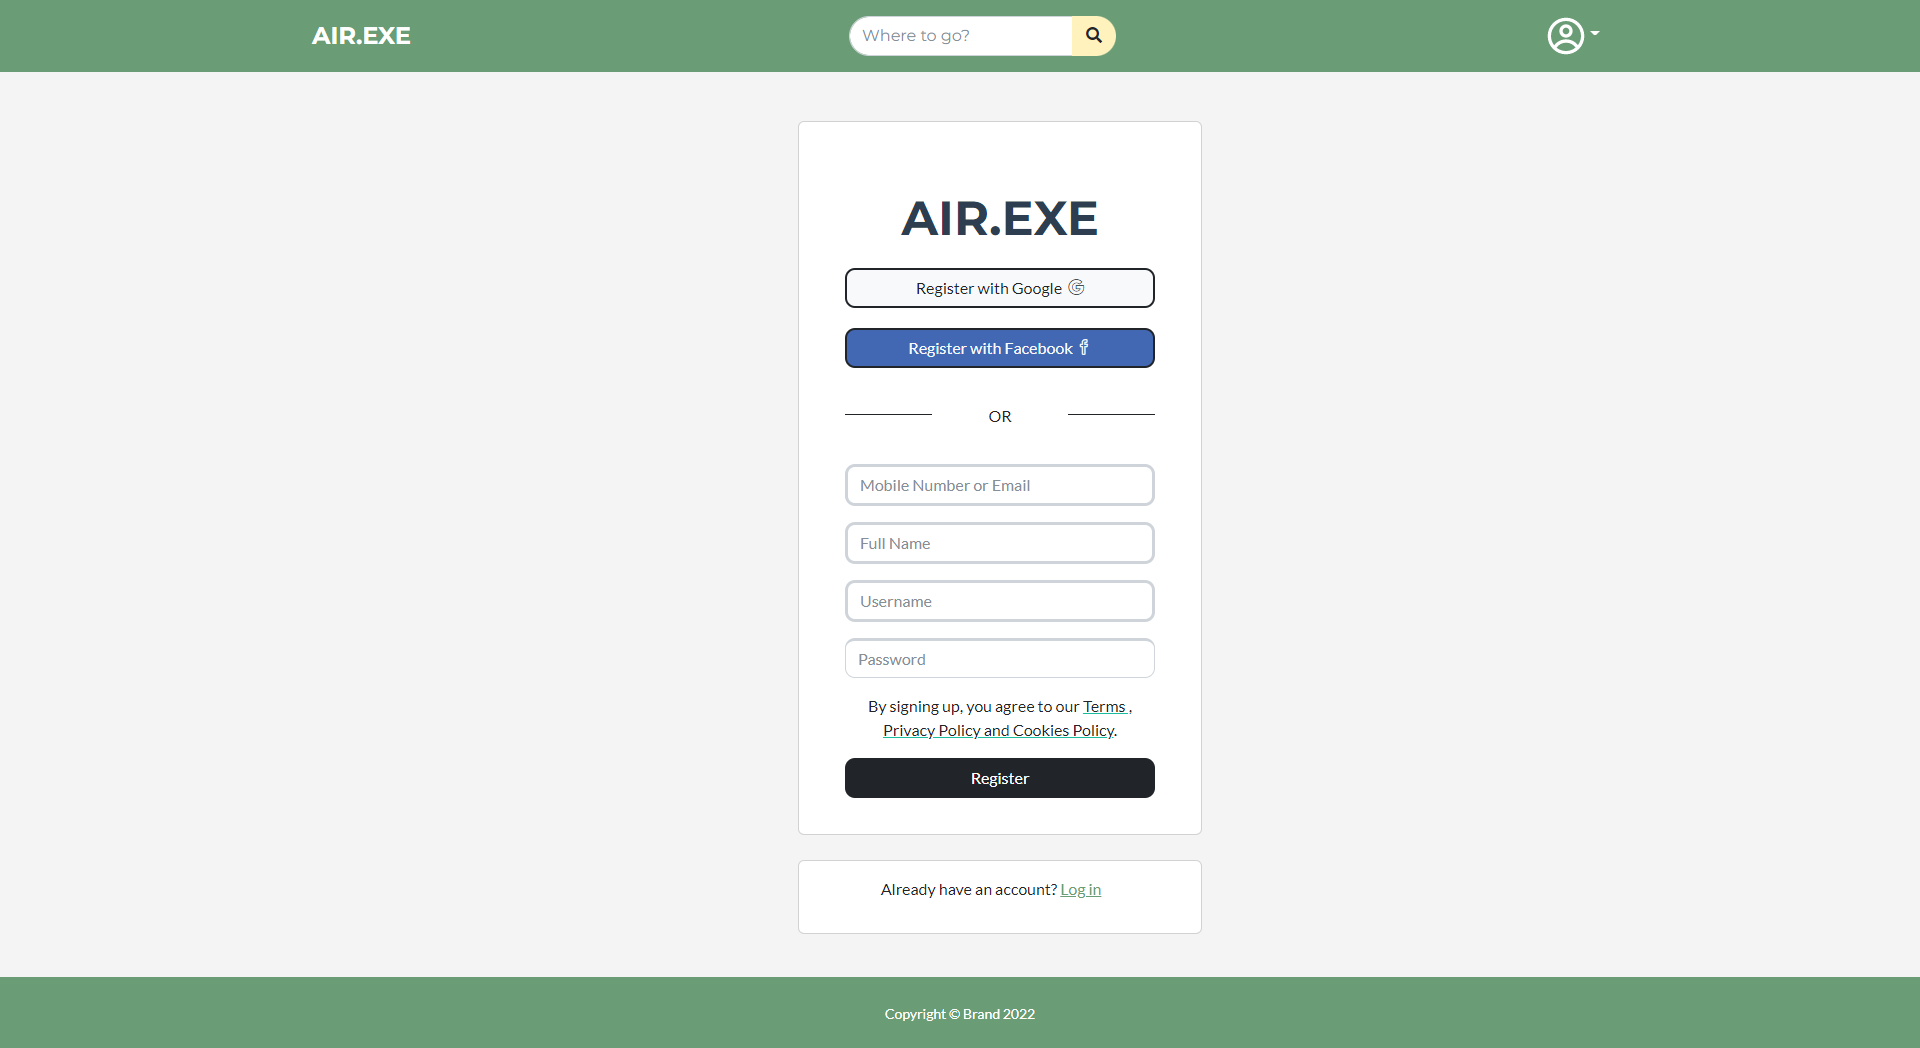 AIR.EXE
Where to go?
AIR.EXE
Register with Google
Register with Facebook
OR
Mobile Number or Email
Full Name
Username
Password
By signing up, you agree to our Terms ,
Privacy Policy and Cookies Policy.
Register
Already have an account? Log in
Copyright © Brand 2022